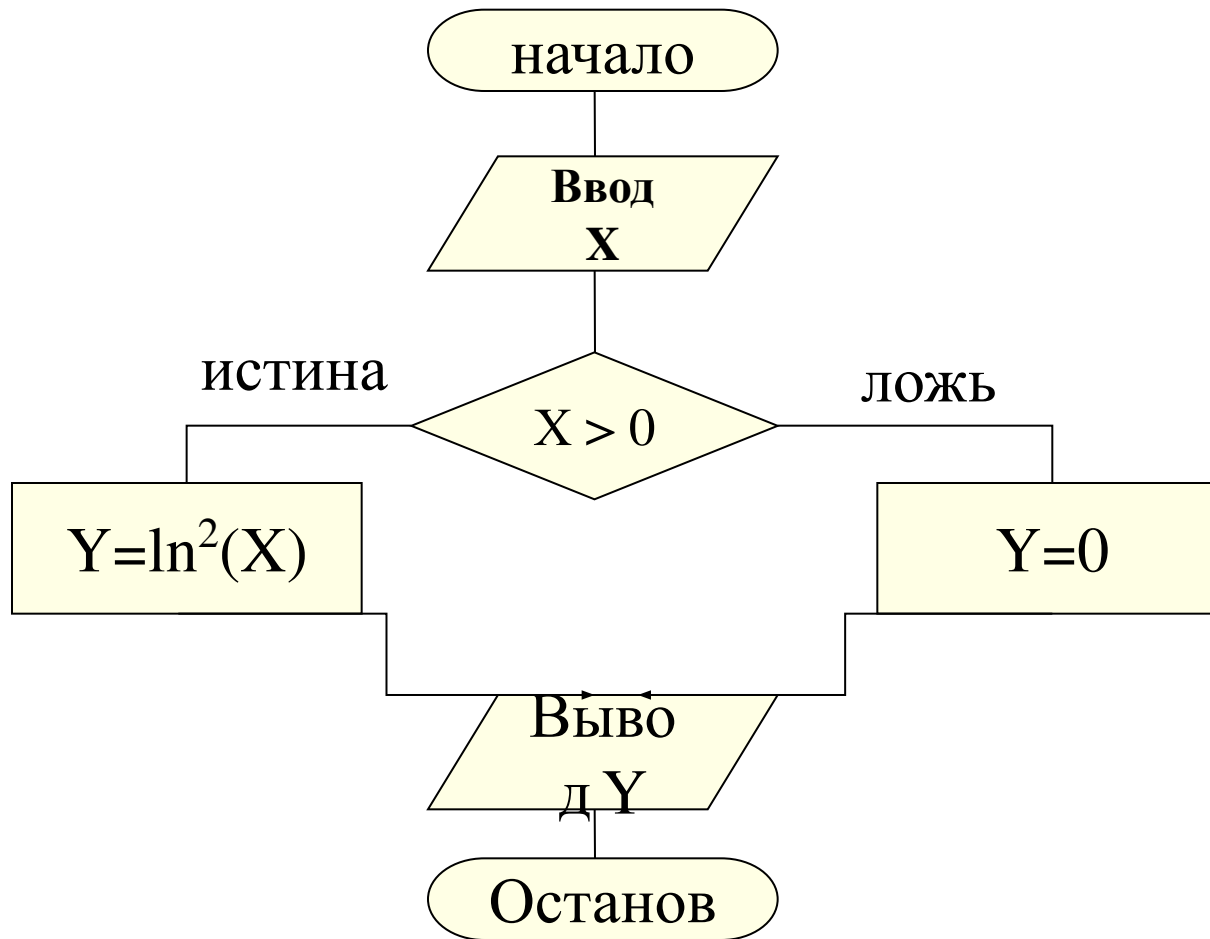 начало
Ввод
X
истина
ложь
X > 0
Y=ln²(X)
Y=0
Выво
д Y
Останов